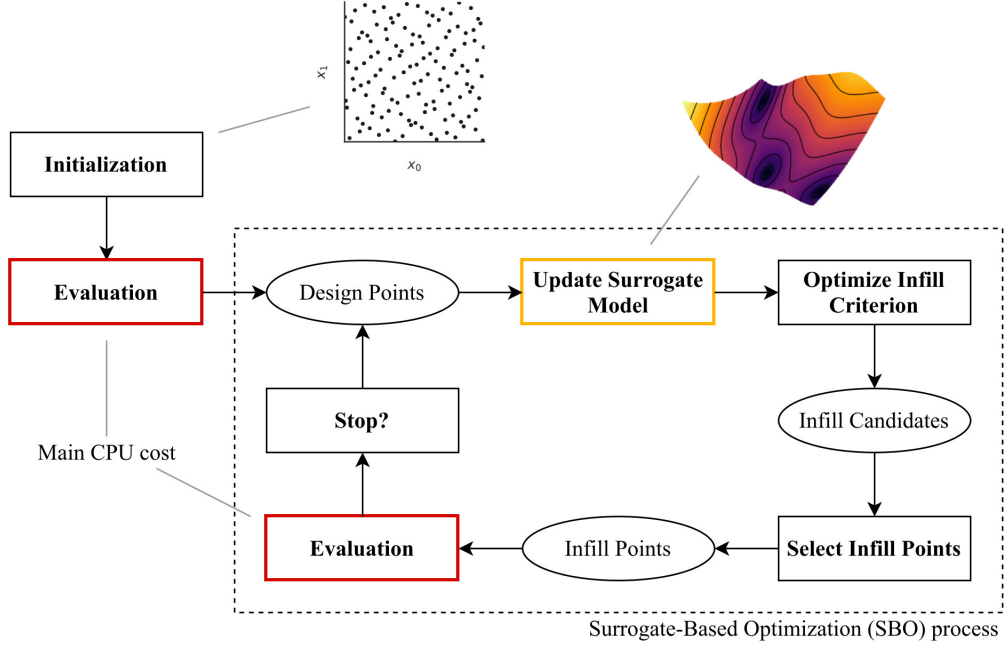 x₁
x₀
Initialization
Evaluation
Design Points
Update Surrogate
Model
Optimize Infill
Criterion
Stop?
Infill Candidates
Main CPU cost
Evaluation
Infill Points
Select Infill Points
Surrogate-Based Optimization (SBO) process